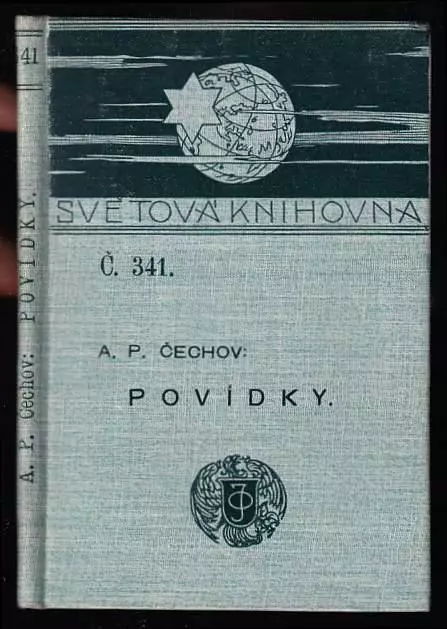 41
A. P. Čechov: POVÍDKY.
SVĚTOVÁ KNIHOVNA
Č. 341.
A. P. ČECHOV:
POVÍDKY.